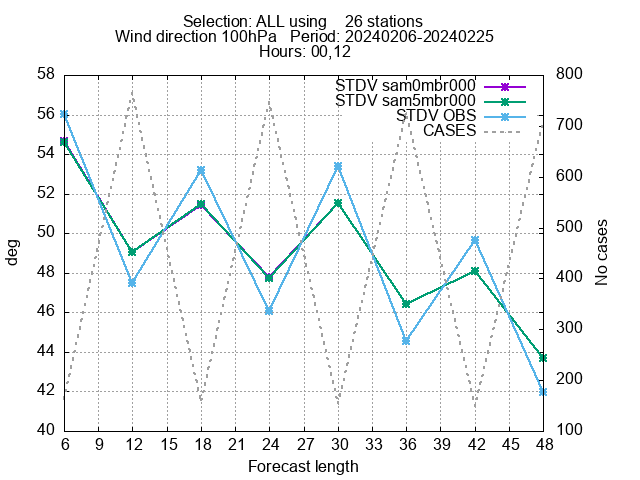 Selection: ALL using    26 stations
Wind direction 100hPa   Period: 20240206-20240225
Hours: 00,12
58 800
STDV sam0mbr000
STDV sam5mbr000
56 STDV OBS
700
CASES
54
600
52
500
50
deg
No cases
48
400
46
300
44
200
42
40 100
6 9 12 15 18 21 24 27 30 33 36 39 42 45 48
Forecast length